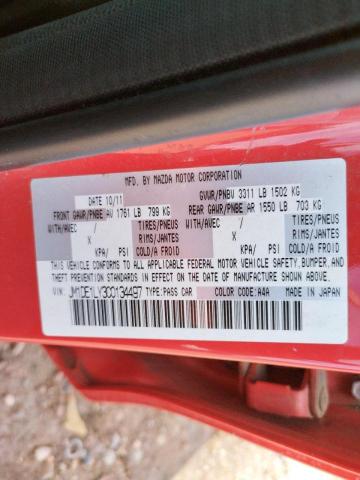 MFD. BY MAZDA MOTOR CORPORATION
DATE 10/11 GVWR/PNBV 3311 LB 1502 KG
FRONT GAWR/PNBE AV 1761 LB 799 KG REAR GAWR/PNBE AR 1550 LB 703 KG
WITH/AVEC / TIRES/PNEUS WITH/AVEC / TIRES/PNEUS
X RIMS/JANTES X RIMS/JANTES
KPA/ PSI COLD/A FROID KPA/ PSI COLD/A FROID
THIS VEHICLE CONFORMS TO ALL APPLICABLE FEDERAL MOTOR VEHICLE SAFETY, BUMPER, AND
THEFT PREVENTION STANDARDS IN EFFECT ON THE DATE OF MANUFACTURE SHOWN ABOVE.
JM1DE1LY3C0134497 TYPE:PASS CAR COLOR CODE: A4A MADE IN JAPAN